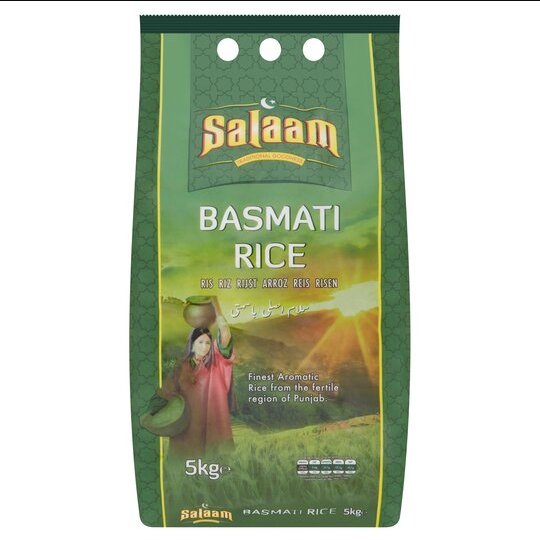 Salaam
TRADITIONAL GOODNESS
BASMATI
RICE
RIS RIZ RIJST ARROZ REIS RISEN
سلام اصلی باسمتی
Finest Aromatic
Rice from the fertile
region of Punjab.
5kg℮
Salaam BASMATI RICE 5kg℮